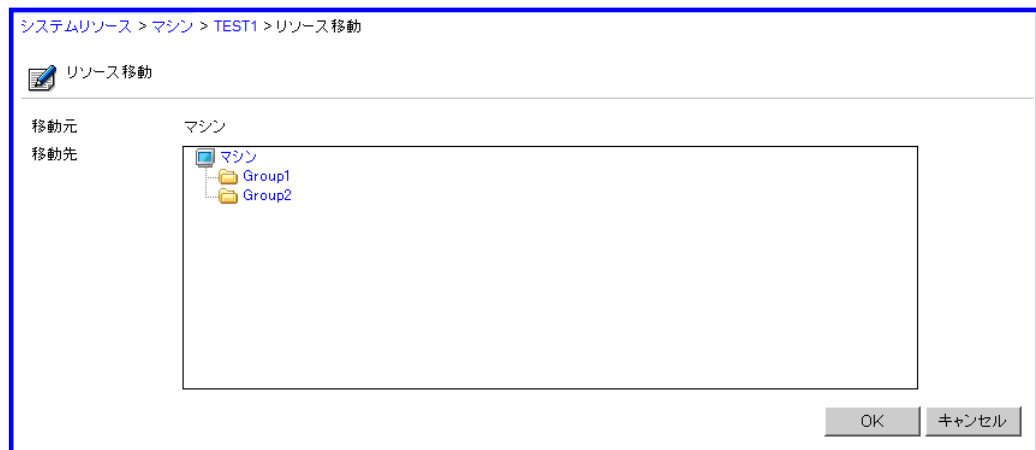 システムリソース > マシン > TEST1 >リソース移動
リソース移動
移動元 マシン
移動先
マシン
Group1
Group2
OK キャンセル